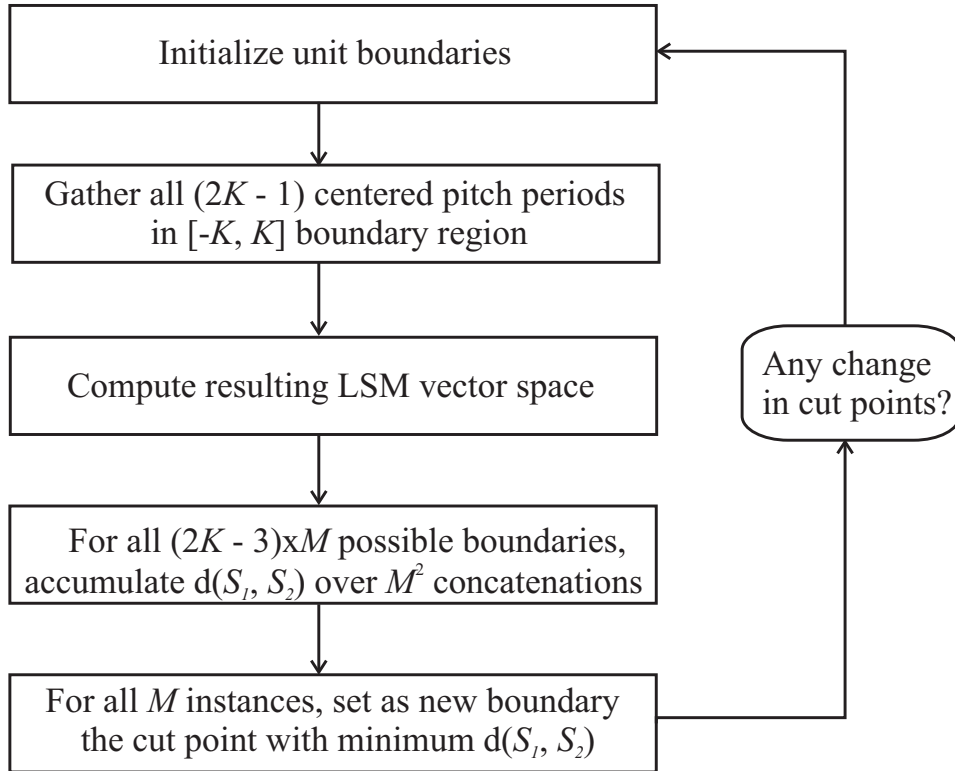 Initialize unit boundaries
Gather all (2K - 1) centered pitch periods
in [-K, K] boundary region
Compute resulting LSM vector space
For all (2K - 3)xM possible boundaries,
accumulate d(S₁, S₂) over M² concatenations
For all M instances, set as new boundary
the cut point with minimum d(S₁, S₂)
Any change
in cut points?